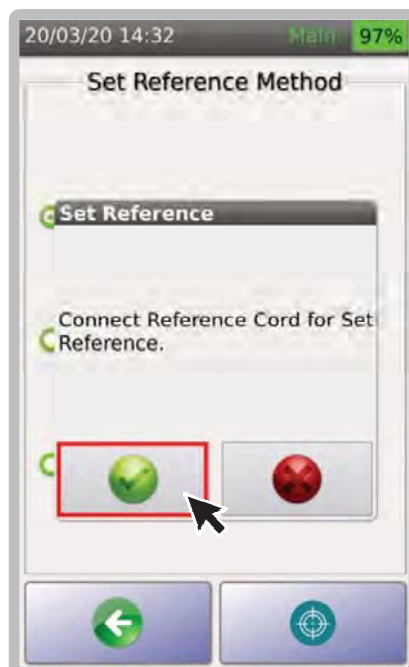 20/03/20 14:32 Main 97%
Set Reference Method
Set Reference
Connect Reference Cord for Set
Reference.